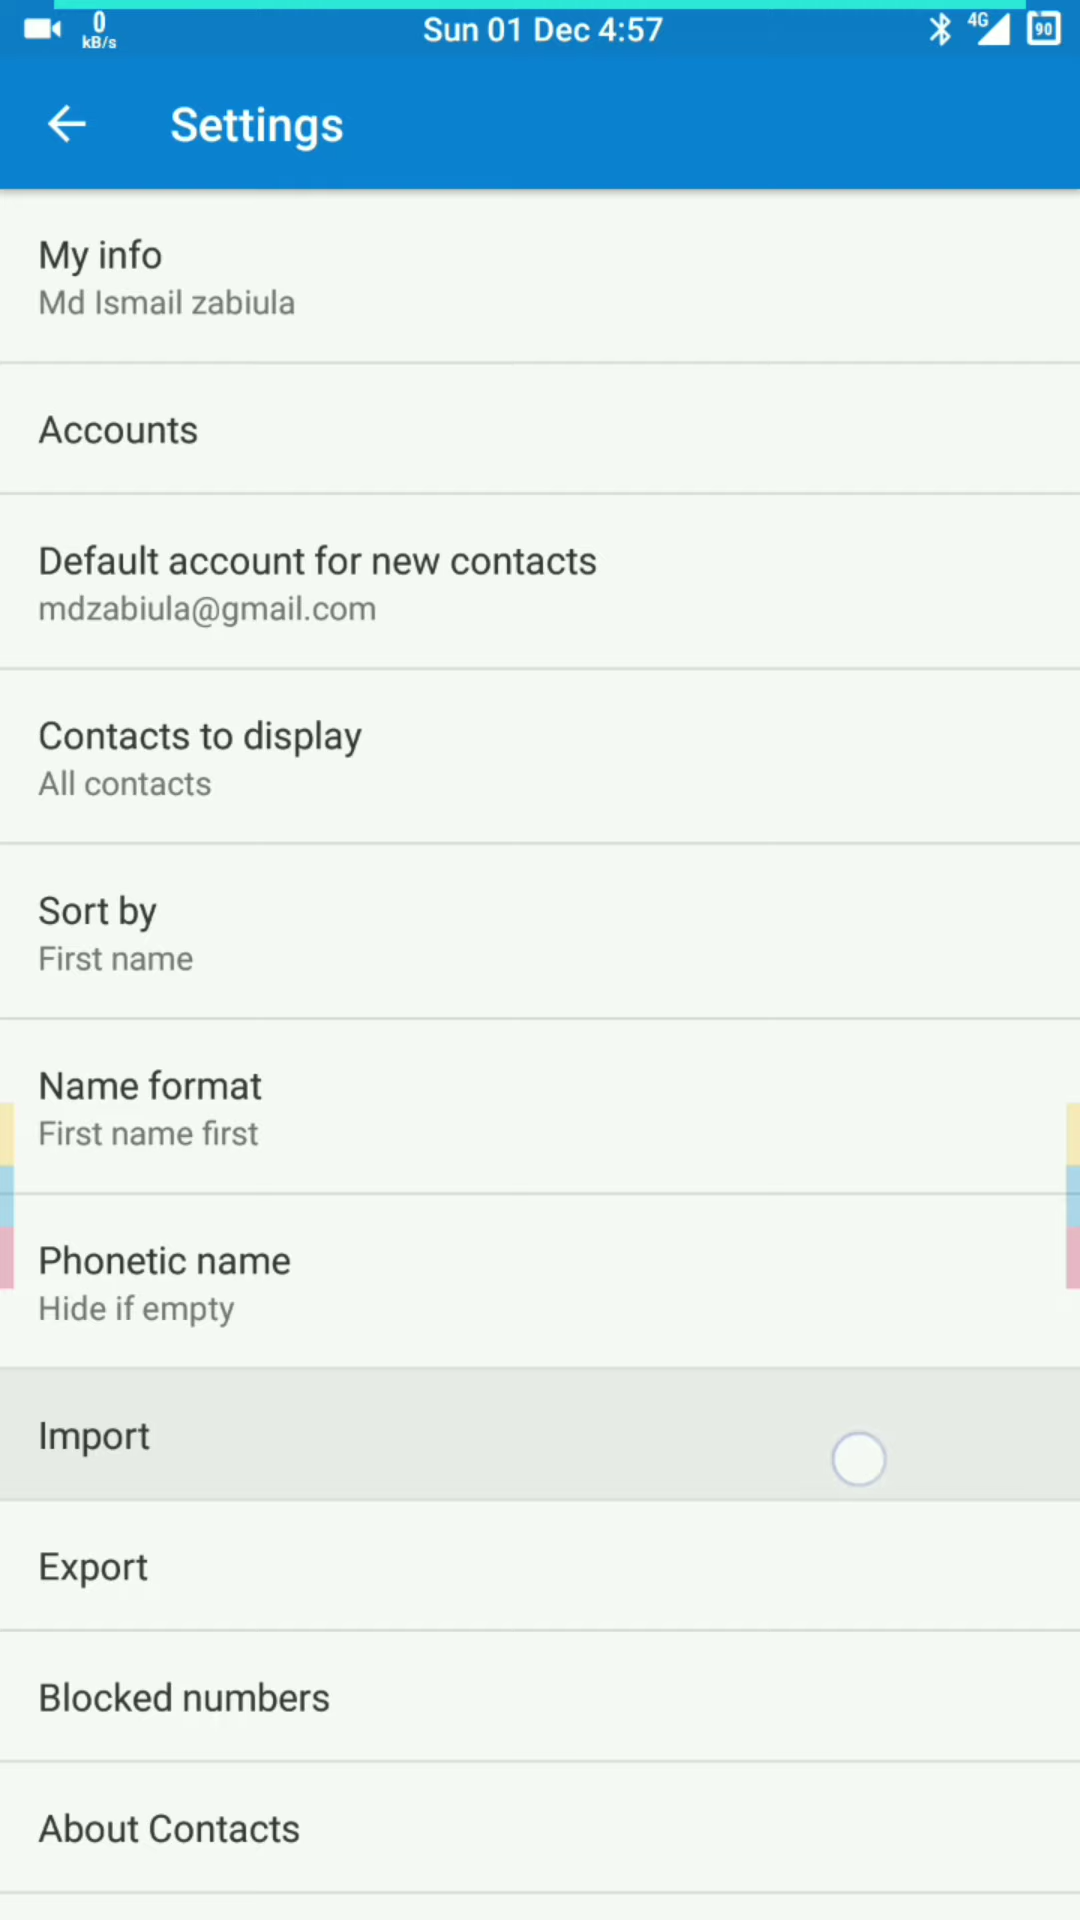 0
kB/s
Sun 01 Dec 4:57
4G
90
Settings
My info
Md Ismail zabiula
Accounts
Default account for new contacts
mdzabiula@gmail.com
Contacts to display
All contacts
Sort by
First name
Name format
First name first
Phonetic name
Hide if empty
Import
Export
Blocked numbers
About Contacts